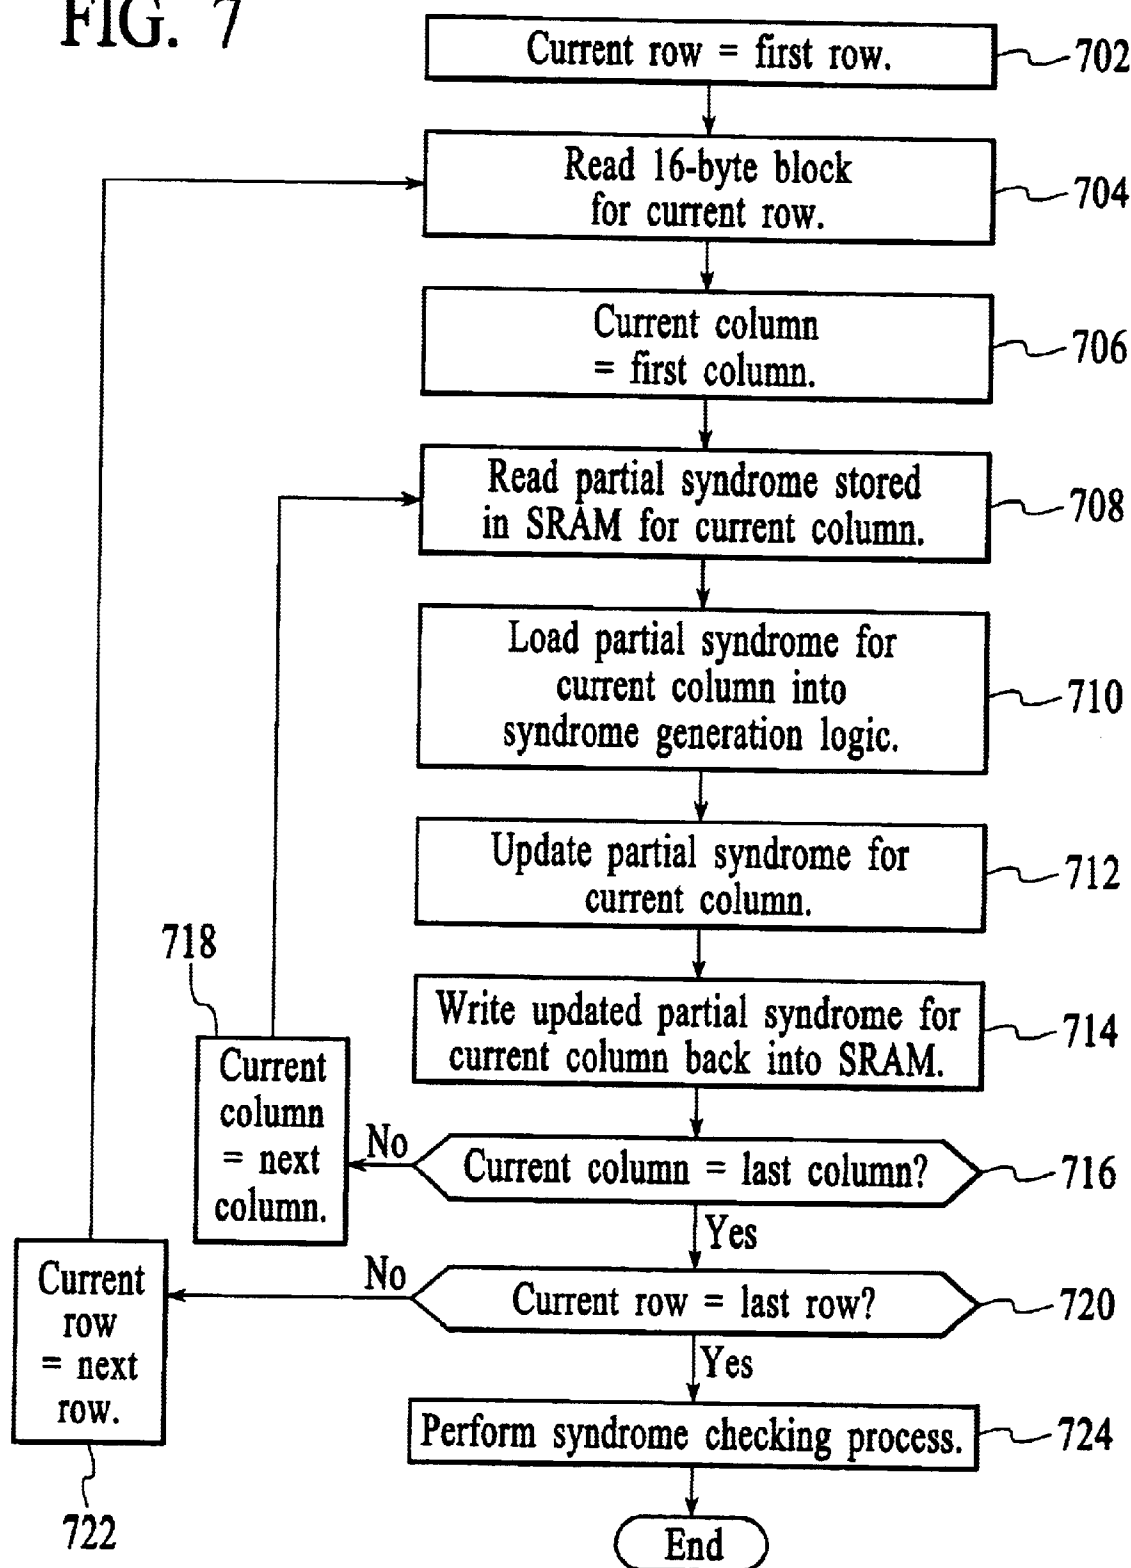 FIG. 7
Current row = first row.
702
Read 16-byte block
for current row.
704
Current column
= first column.
706
Read partial syndrome stored
in SRAM for current column.
708
Load partial syndrome for
current column into
syndrome generation logic.
710
Update partial syndrome for
current column.
712
Write updated partial syndrome for
current column back into SRAM.
714
718
Current
column
= next
column.
No
Current column = last column?
716
Yes
Current
row
= next
row.
722
No
Current row = last row?
720
Yes
Perform syndrome checking process.
724
End